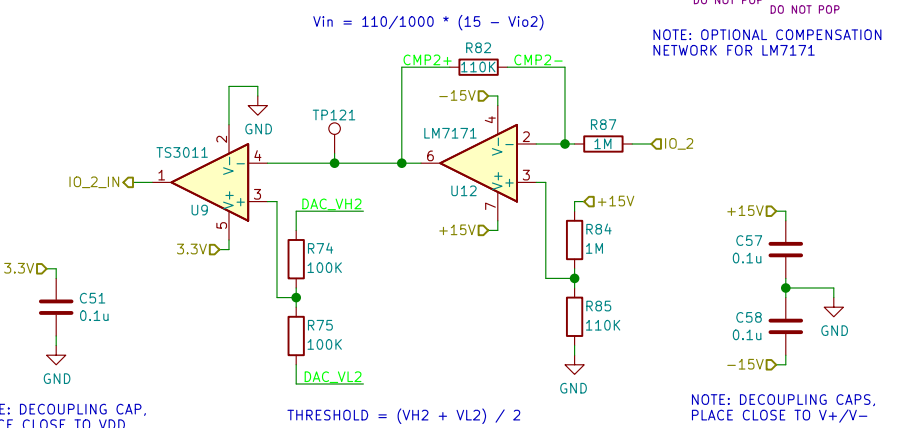 DO NOT POP
DO NOT POP
Vin = 110/1000 * (15 - Vio2)
NOTE: OPTIONAL COMPENSATION
NETWORK FOR LM7171
R82
CMP2+
110K
CMP2-
-15V
TP121
GND
LM7171
4
R87
2
TS3011
V-
4
V-
2
1M
IO_2
6
IO_2_IN
1
V+
3
V+
3
U9
U12
DAC_VH2
+15V
5
7
+15V
R84
1M
3.3V
R74
100K
+15V
C57
0.1u
3.3V
C51
0.1u
R75
100K
R85
110K
C58
0.1u
GND
-15V
GND
DAC_VL2
GND
E: DECOUPLING CAP,
CE CLOSE TO VDD
THRESHOLD = (VH2 + VL2) / 2
NOTE: DECOUPLING CAPS,
PLACE CLOSE TO V+/V-